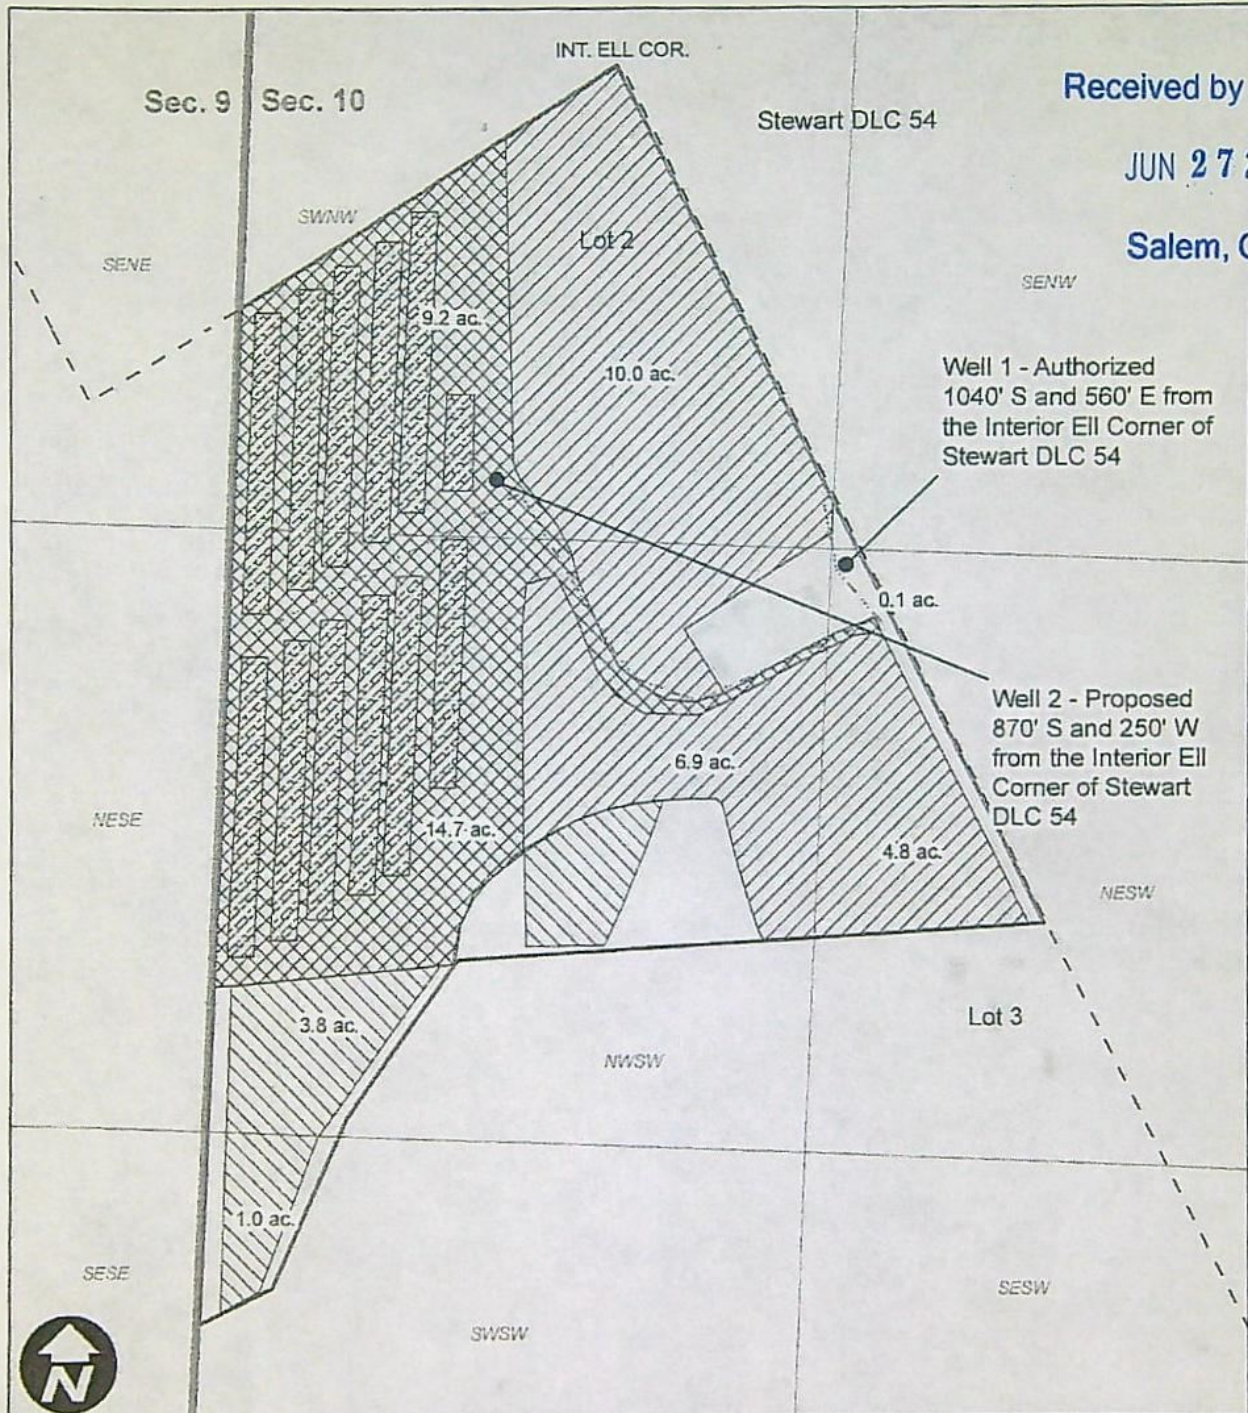 INT. ELL COR.
Sec. 9 Sec. 10
Stewart DLC 54
Received by
JUN 27
Salem,
SWNW
SENE
Lot 2
SENW
9.2 ac.
10.0 ac.
Well 1 - Authorized
1040' S and 560' E from
the Interior Ell Corner of
Stewart DLC 54
0.1 ac.
Well 2 - Proposed
870' S and 250' W
from the Interior Ell
Corner of Stewart
DLC 54
6.9 ac.
NESE
14.7 ac.
4.8 ac.
NESW
3.8 ac.
Lot 3
NWSW
1.0 ac.
SESE
SESW
SWSW
N